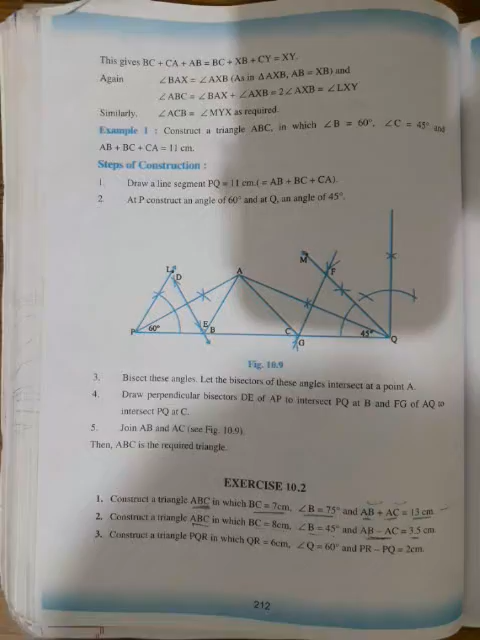 This gives BC + CA + AB = BC + XB + CY = XY.
Again ∠BAX = ∠AXB (As in ΔAXB, AB = XB) and
∠ABC = ∠BAX + ∠AXB = 2∠AXB = ∠LXY
Similarly, ∠ACB = ∠MYX as required.
Example 1 : Construct a triangle ABC, in which ∠B = 60°, ∠C = 45° and
AB + BC + CA = 11 cm.
Steps of Construction :
1. Draw a line segment PQ = 11 cm.( = AB + BC + CA).
2. At P construct an angle of 60° and at Q, an angle of 45°.
L D A M F
P 60° E B C G 45° Q
Fig. 10.9
3. Bisect these angles. Let the bisectors of these angles intersect at a point A.
4. Draw perpendicular bisectors DE of AP to intersect PQ at B and FG of AQ to
intersect PQ at C.
5. Join AB and AC (see Fig. 10.9).
Then, ABC is the required triangle.
EXERCISE 10.2
1. Construct a triangle ABC in which BC = 7cm, ∠B = 75° and AB + AC = 13 cm.
2. Construct a triangle ABC in which BC = 8cm, ∠B = 45° and AB – AC = 3.5 cm.
3. Construct a triangle PQR in which QR = 6cm, ∠Q = 60° and PR – PQ = 2cm.
212